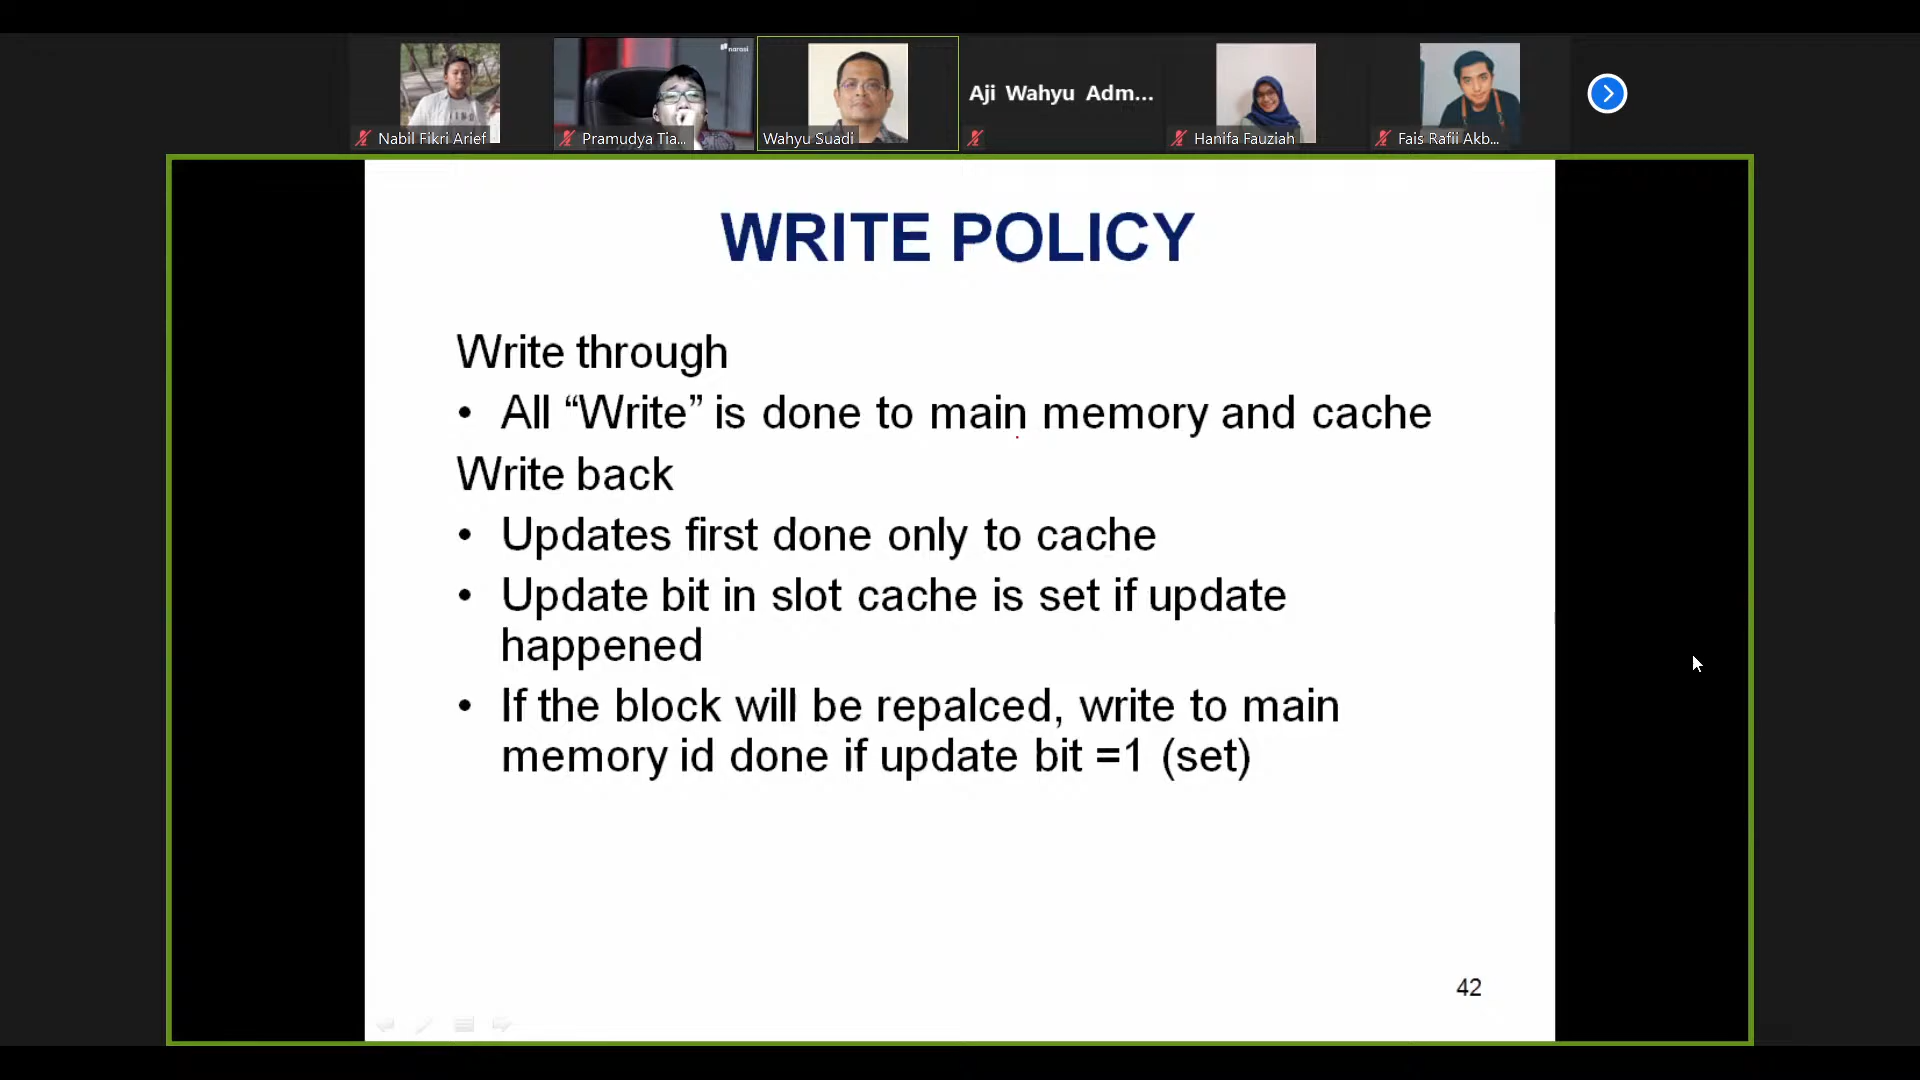 narasi
Aji Wahyu Adm...
Nabil Fikri Arief
Pramudya Tia...
Wahyu Suadi
Hanifa Fauziah
Fais Rafii Akb...
WRITE POLICY
Write through
• All “Write” is done to main memory and cache
Write back
• Updates first done only to cache
• Update bit in slot cache is set if update
happened
• If the block will be repalced, write to main
memory id done if update bit =1 (set)
42